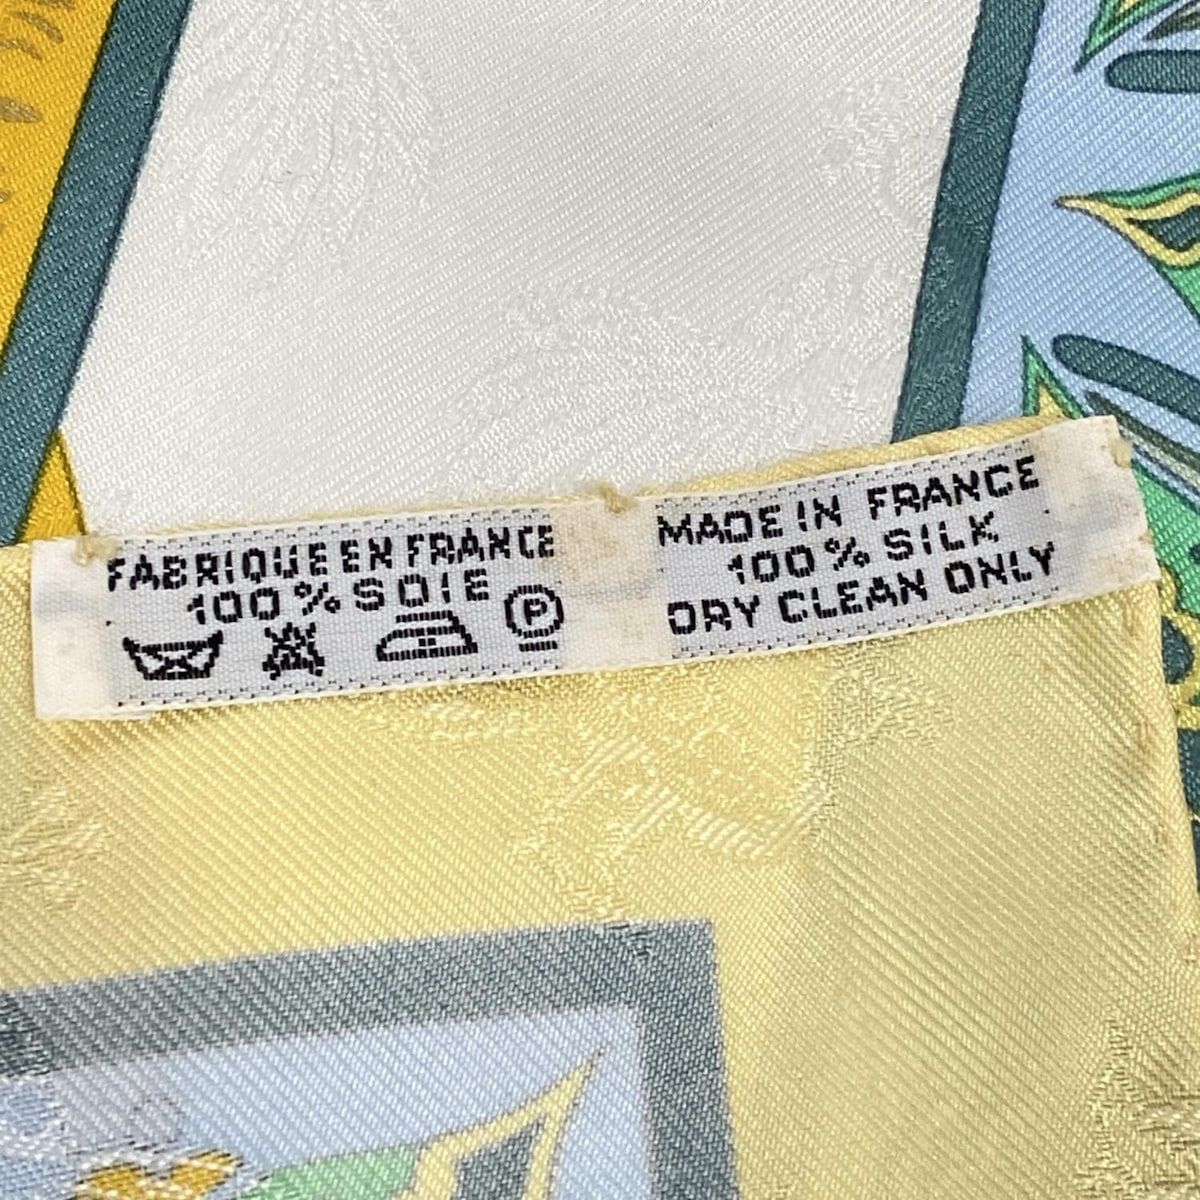 FABRIQUE EN FRANCE
100% SOIE
P
MADE IN FRANCE
100% SILK
DRY CLEAN ONLY